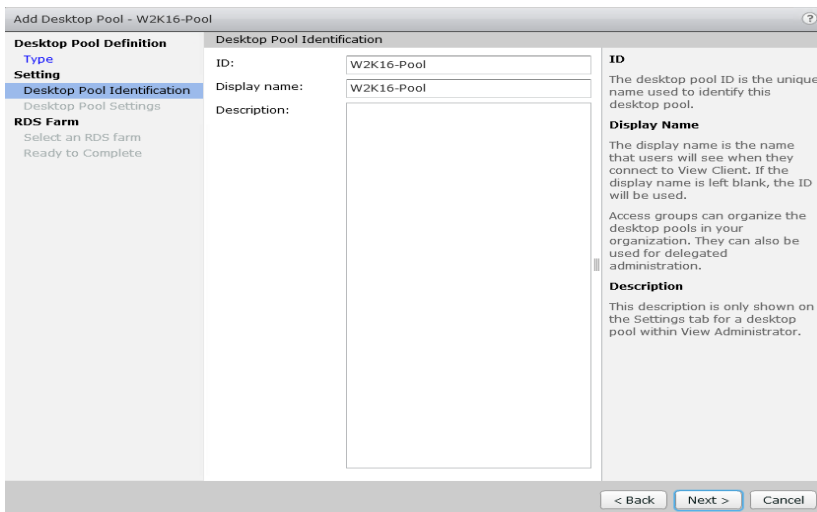 Add Desktop Pool - W2K16-Pool
?
Desktop Pool Definition
Type
Setting
Desktop Pool Identification
Desktop Pool Settings
RDS Farm
Select an RDS farm
Ready to Complete
Desktop Pool Identification
ID:
W2K16-Pool
Display name:
W2K16-Pool
Description:
ID
The desktop pool ID is the unique
name used to identify this
desktop pool.
Display Name
The display name is the name
that users will see when they
connect to View Client. If the
display name is left blank, the ID
will be used.
Access groups can organize the
desktop pools in your
organization. They can also be
used for delegated
administration.
Description
This description is only shown on
the Settings tab for a desktop
pool within View Administrator.
< Back
Next >
Cancel